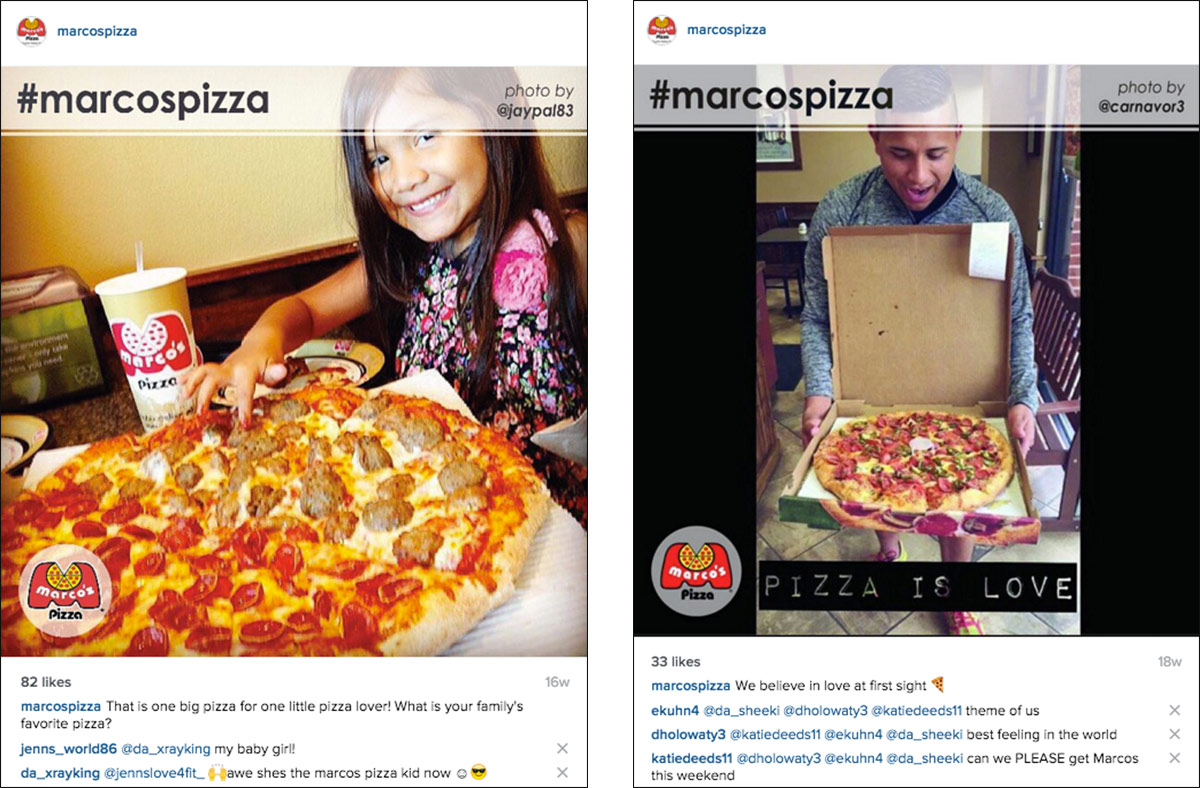 marcospizza
#marcospizza
photo by
@jaypal83
marco's
Pizza
only take
you need.
marco's
Pizza
82 likes
16w
marcospizza That is one big pizza for one little pizza lover! What is your family's
favorite pizza?
jenns_world86 @da_xrayking my baby girl!
da_xrayking @jennslove4fit_ 🙌awe shes the marcos pizza kid now ☺😎
marcospizza
#marcospizza
photo by
@carnavor3
marco's
Pizza
PIZZA IS LOVE
33 likes
18w
marcospizza We believe in love at first sight 🍕
ekuhn4 @da_sheeki @dholowaty3 @katiedeeds11 theme of us
dholowaty3 @katiedeeds11 @ekuhn4 @da_sheeki best feeling in the world
katiedeeds11 @dholowaty3 @ekuhn4 @da_sheeki can we PLEASE get Marcos
this weekend